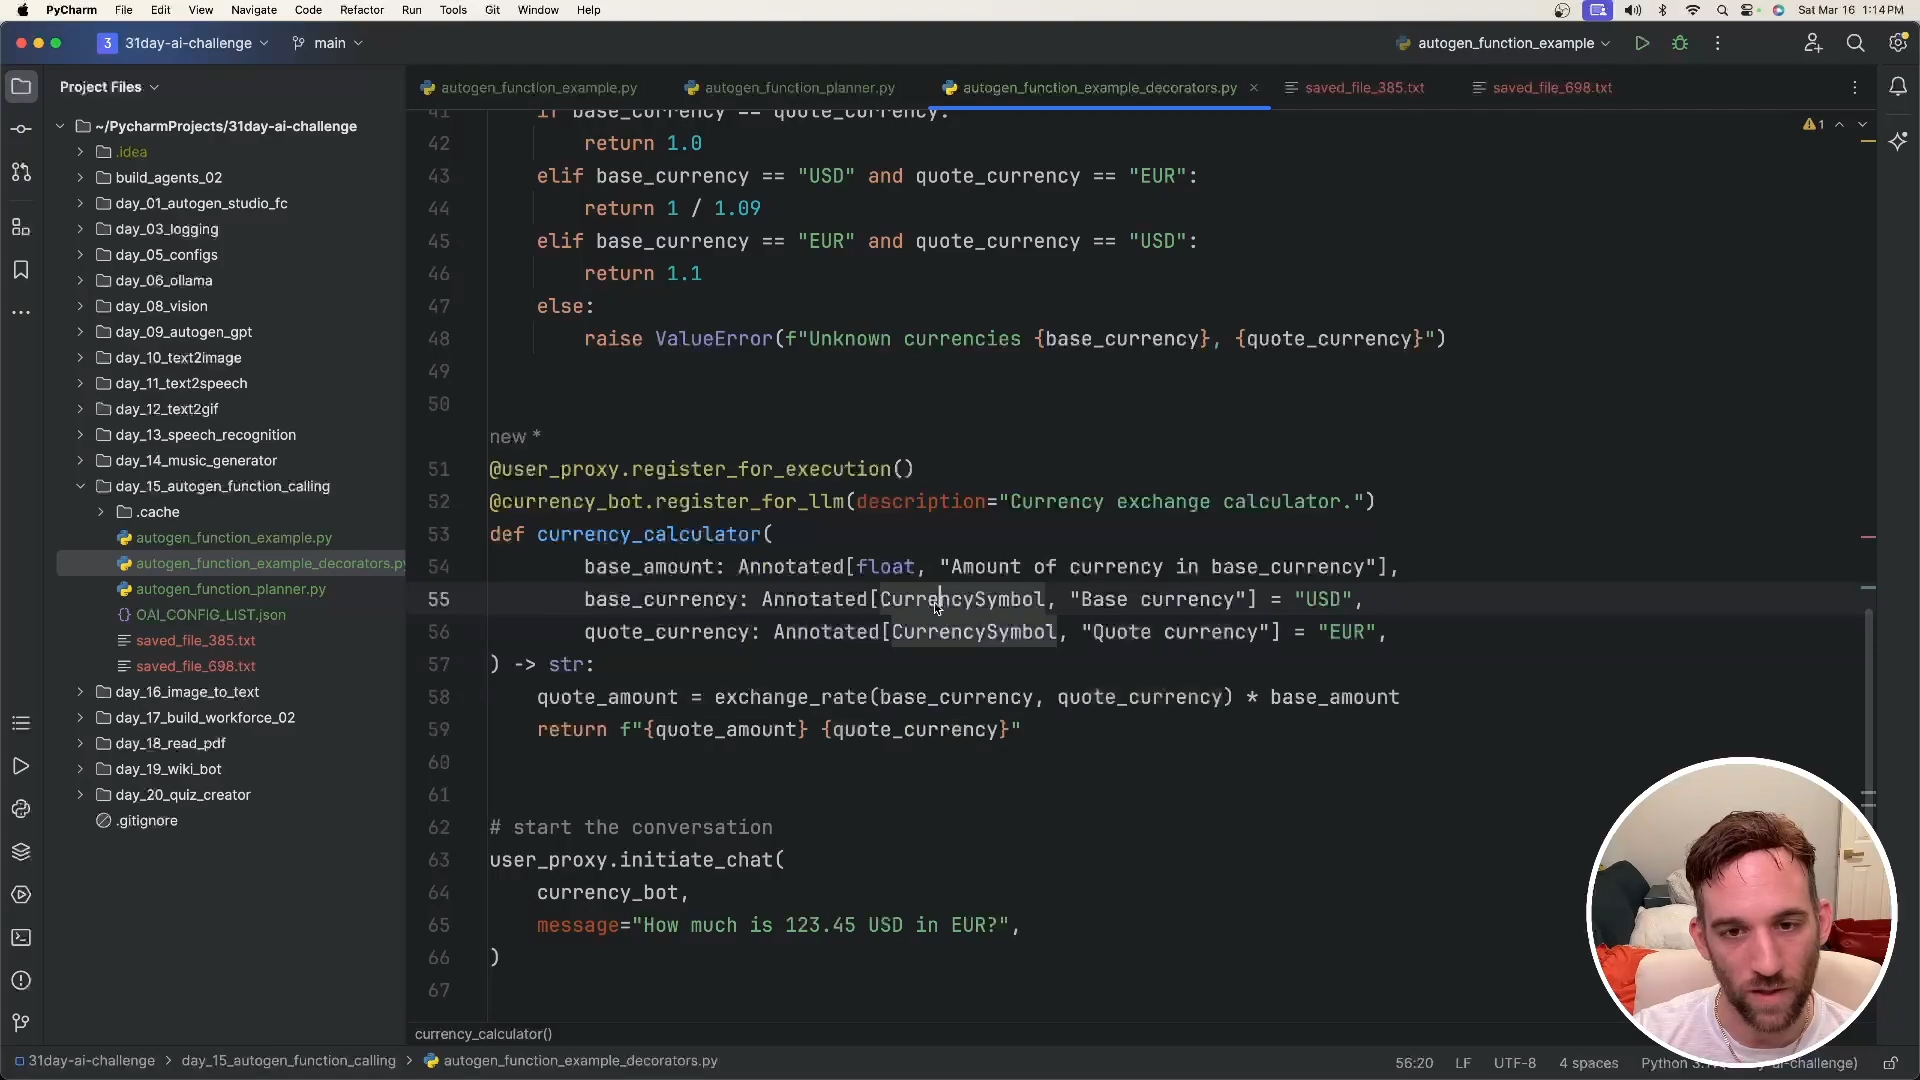 PyCharm File Edit View Navigate Code Refactor Run Tools Git Window Help Sat Mar 16 1:14 PM
3 31day-ai-challenge main autogen_function_example
Project Files
autogen_function_example.py autogen_function_planner.py autogen_function_example_decorators.py saved_file_385.txt saved_file_698.txt
~/PycharmProjects/31day-ai-challenge
.idea
build_agents_02
day_01_autogen_studio_fc
day_03_logging
day_05_configs
day_06_ollama
day_08_vision
day_09_autogen_gpt
day_10_text2image
day_11_text2speech
day_12_text2gif
day_13_speech_recognition
day_14_music_generator
day_15_autogen_function_calling
.cache
autogen_function_example.py
autogen_function_example_decorators.py
autogen_function_planner.py
OAI_CONFIG_LIST.json
saved_file_385.txt
saved_file_698.txt
day_16_image_to_text
day_17_build_workforce_02
day_18_read_pdf
day_19_wiki_bot
day_20_quiz_creator
.gitignore
1
41 if base_currency == quote_currency:
42 return 1.0
43 elif base_currency == "USD" and quote_currency == "EUR":
44 return 1 / 1.09
45 elif base_currency == "EUR" and quote_currency == "USD":
46 return 1.1
47 else:
48 raise ValueError(f"Unknown currencies {base_currency}, {quote_currency}")
49
50
new *
51 @user_proxy.register_for_execution()
52 @currency_bot.register_for_llm(description="Currency exchange calculator.")
53 def currency_calculator(
54 base_amount: Annotated[float, "Amount of currency in base_currency"],
55 base_currency: Annotated[CurrencySymbol, "Base currency"] = "USD",
56 quote_currency: Annotated[CurrencySymbol, "Quote currency"] = "EUR",
57 ) -> str:
58 quote_amount = exchange_rate(base_currency, quote_currency) * base_amount
59 return f"{quote_amount} {quote_currency}"
60
61
62 # start the conversation
63 user_proxy.initiate_chat(
64 currency_bot,
65 message="How much is 123.45 USD in EUR?",
66 )
67
currency_calculator()
31day-ai-challenge > day_15_autogen_function_calling > autogen_function_example_decorators.py 56:20 LF UTF-8 4 spaces Python